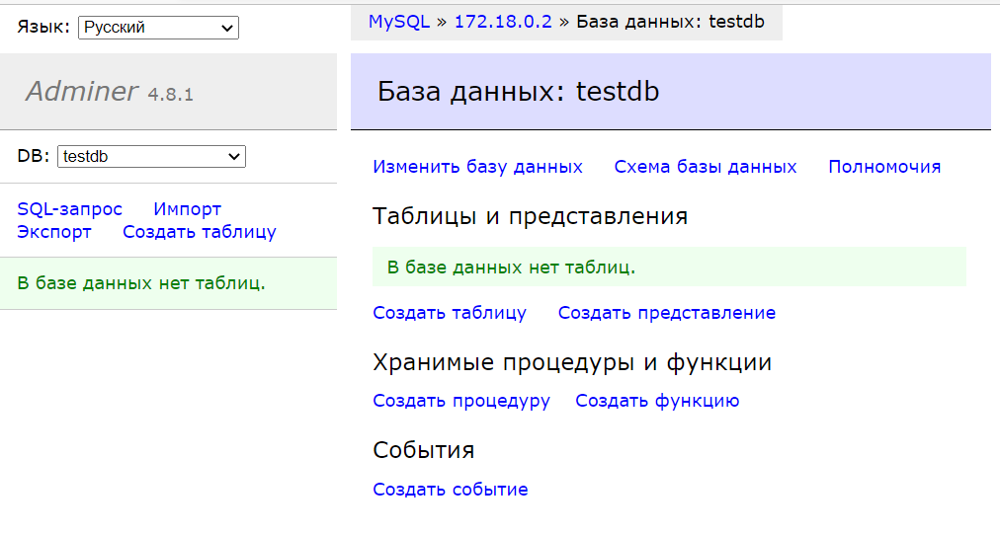 Язык: Русский
Adminer 4.8.1
DB: testdb
SQL-запрос Импорт
Экспорт Создать таблицу
В базе данных нет таблиц.
MySQL » 172.18.0.2 » База данных: testdb
База данных: testdb
Изменить базу данных Схема базы данных Полномочия
Таблицы и представления
В базе данных нет таблиц.
Создать таблицу Создать представление
Хранимые процедуры и функции
Создать процедуру Создать функцию
События
Создать событие